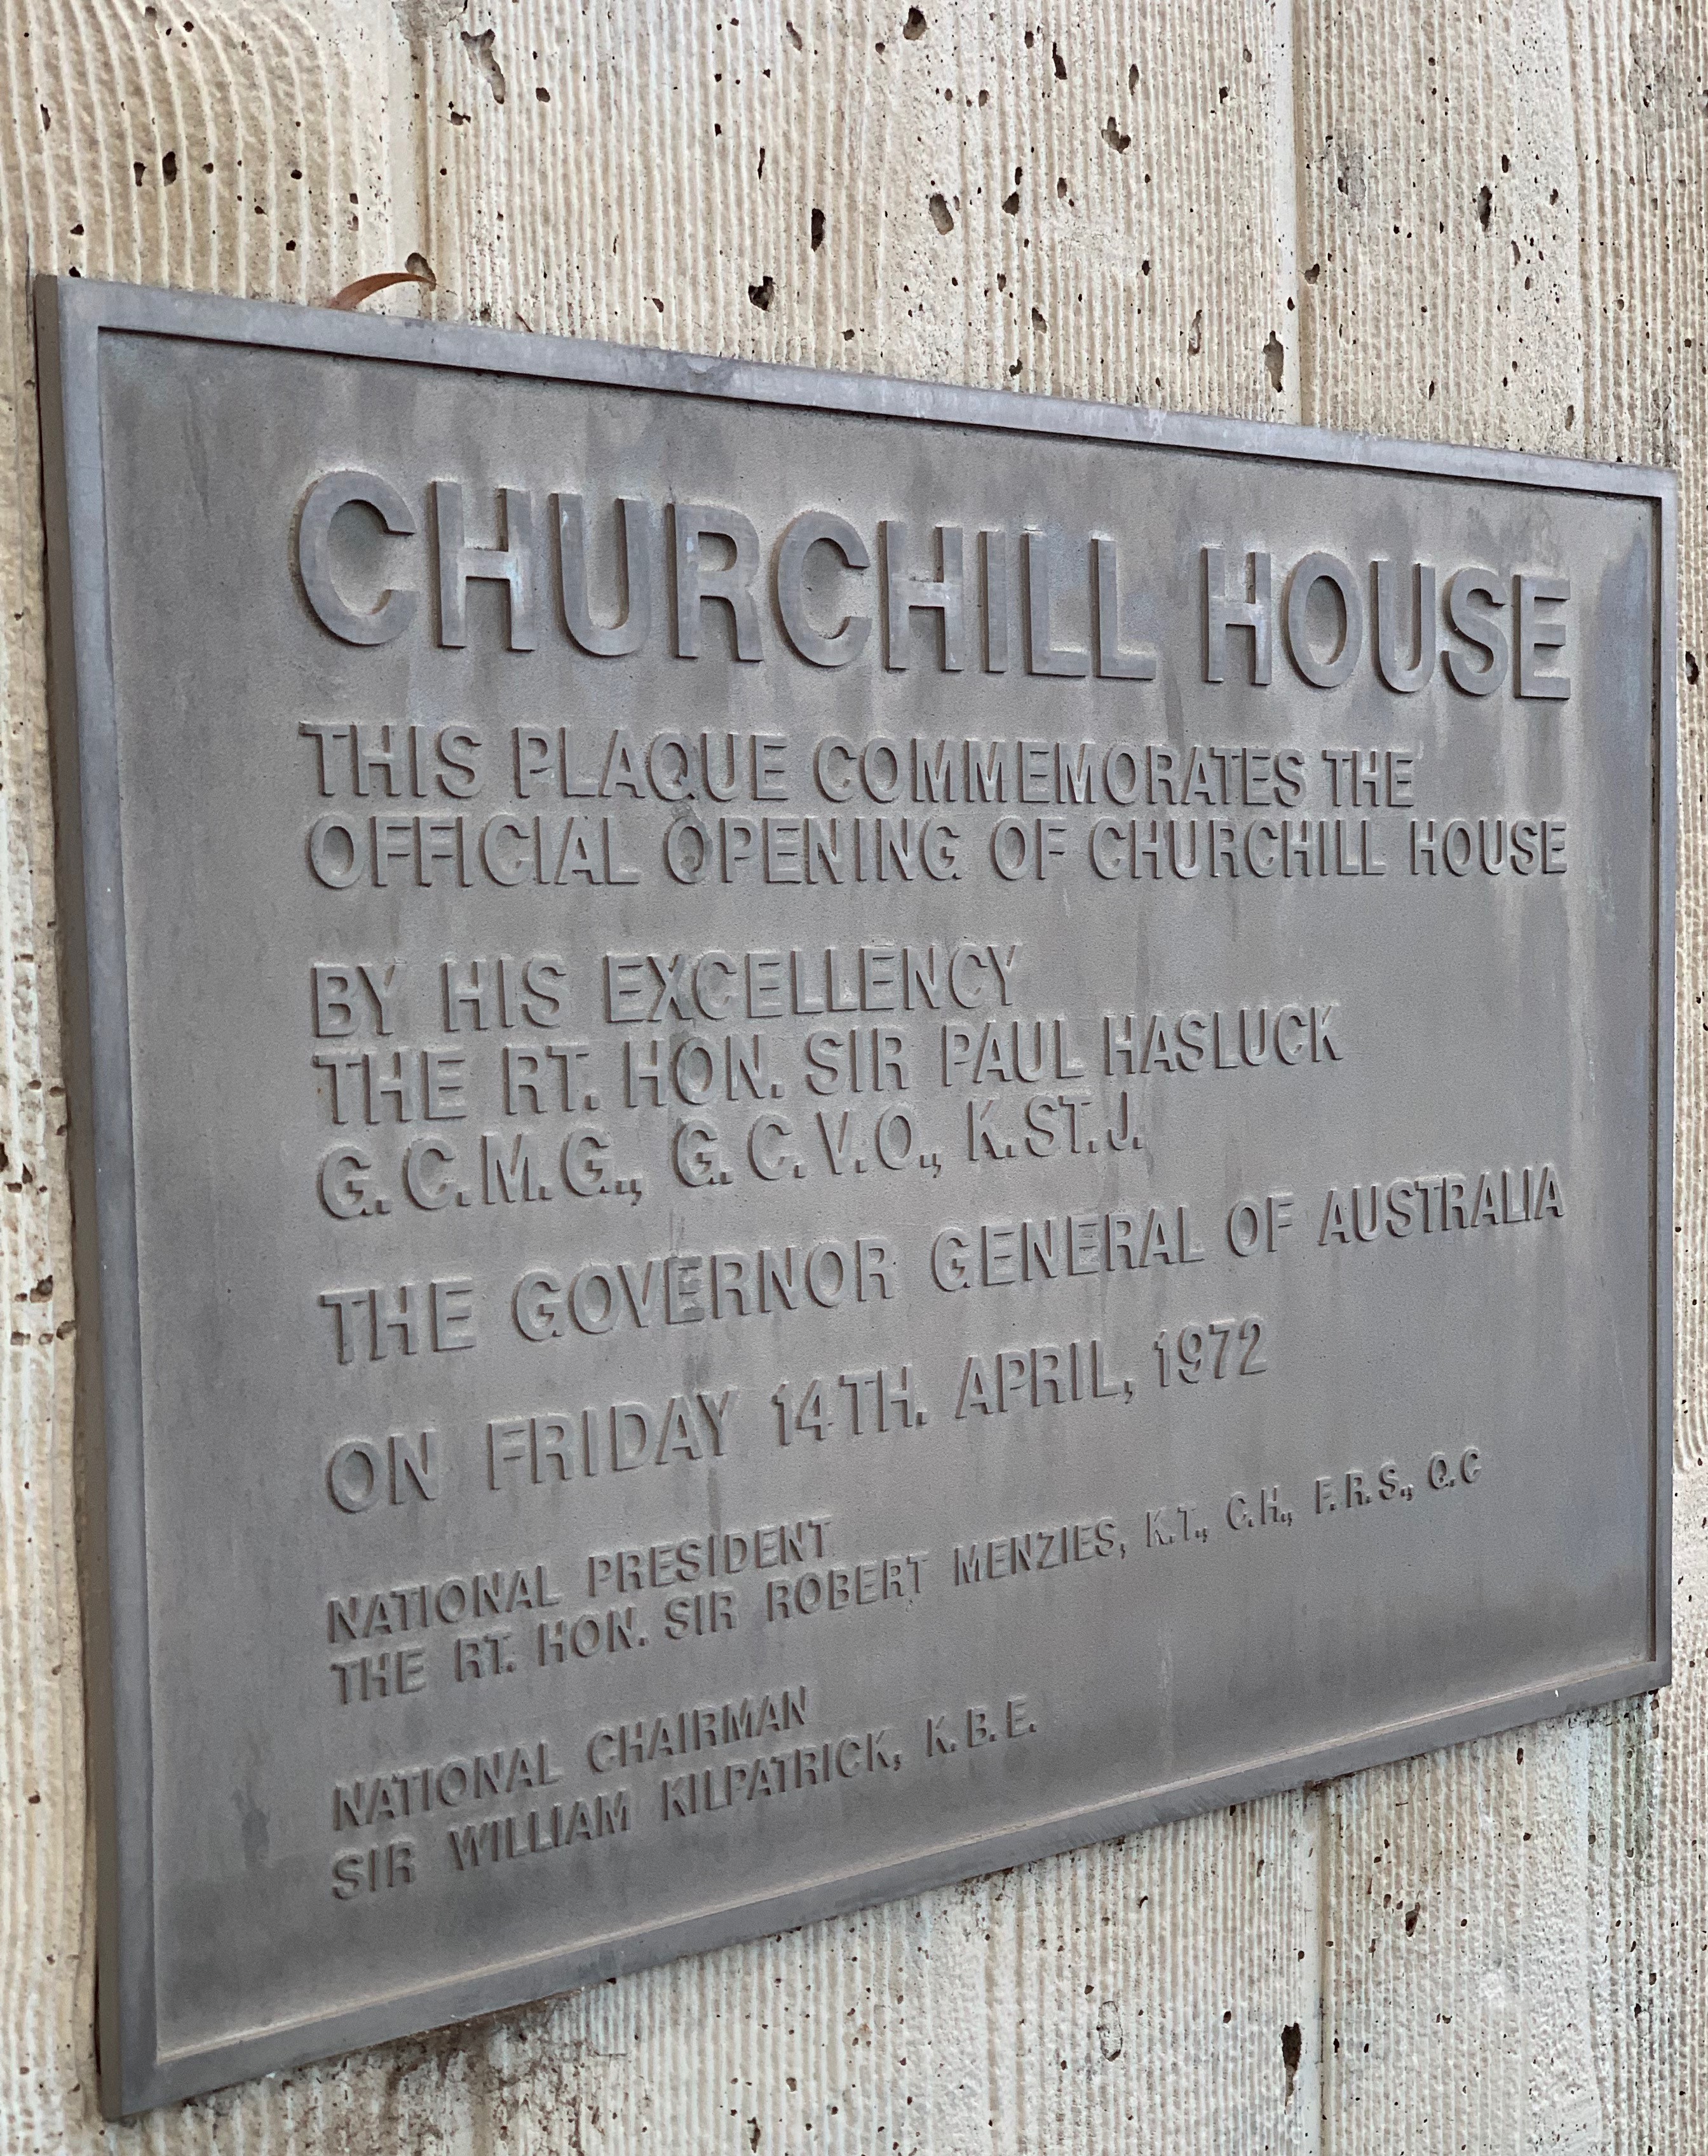 CHURCHILL HOUSE
THIS PLAQUE COMMEMORATES THE
OFFICIAL OPENING OF CHURCHILL HOUSE
BY HIS EXCELLENCY
THE RT. HON. SIR PAUL HASLUCK
G.C.M.G., G.C.V.O., K.ST.J.
THE GOVERNOR GENERAL OF AUSTRALIA
ON FRIDAY 14TH. APRIL, 1972
NATIONAL PRESIDENT
THE RT. HON. SIR ROBERT MENZIES, K.T., C.H., F.R.S., Q.C
NATIONAL CHAIRMAN
SIR WILLIAM KILPATRICK, K.B.E.